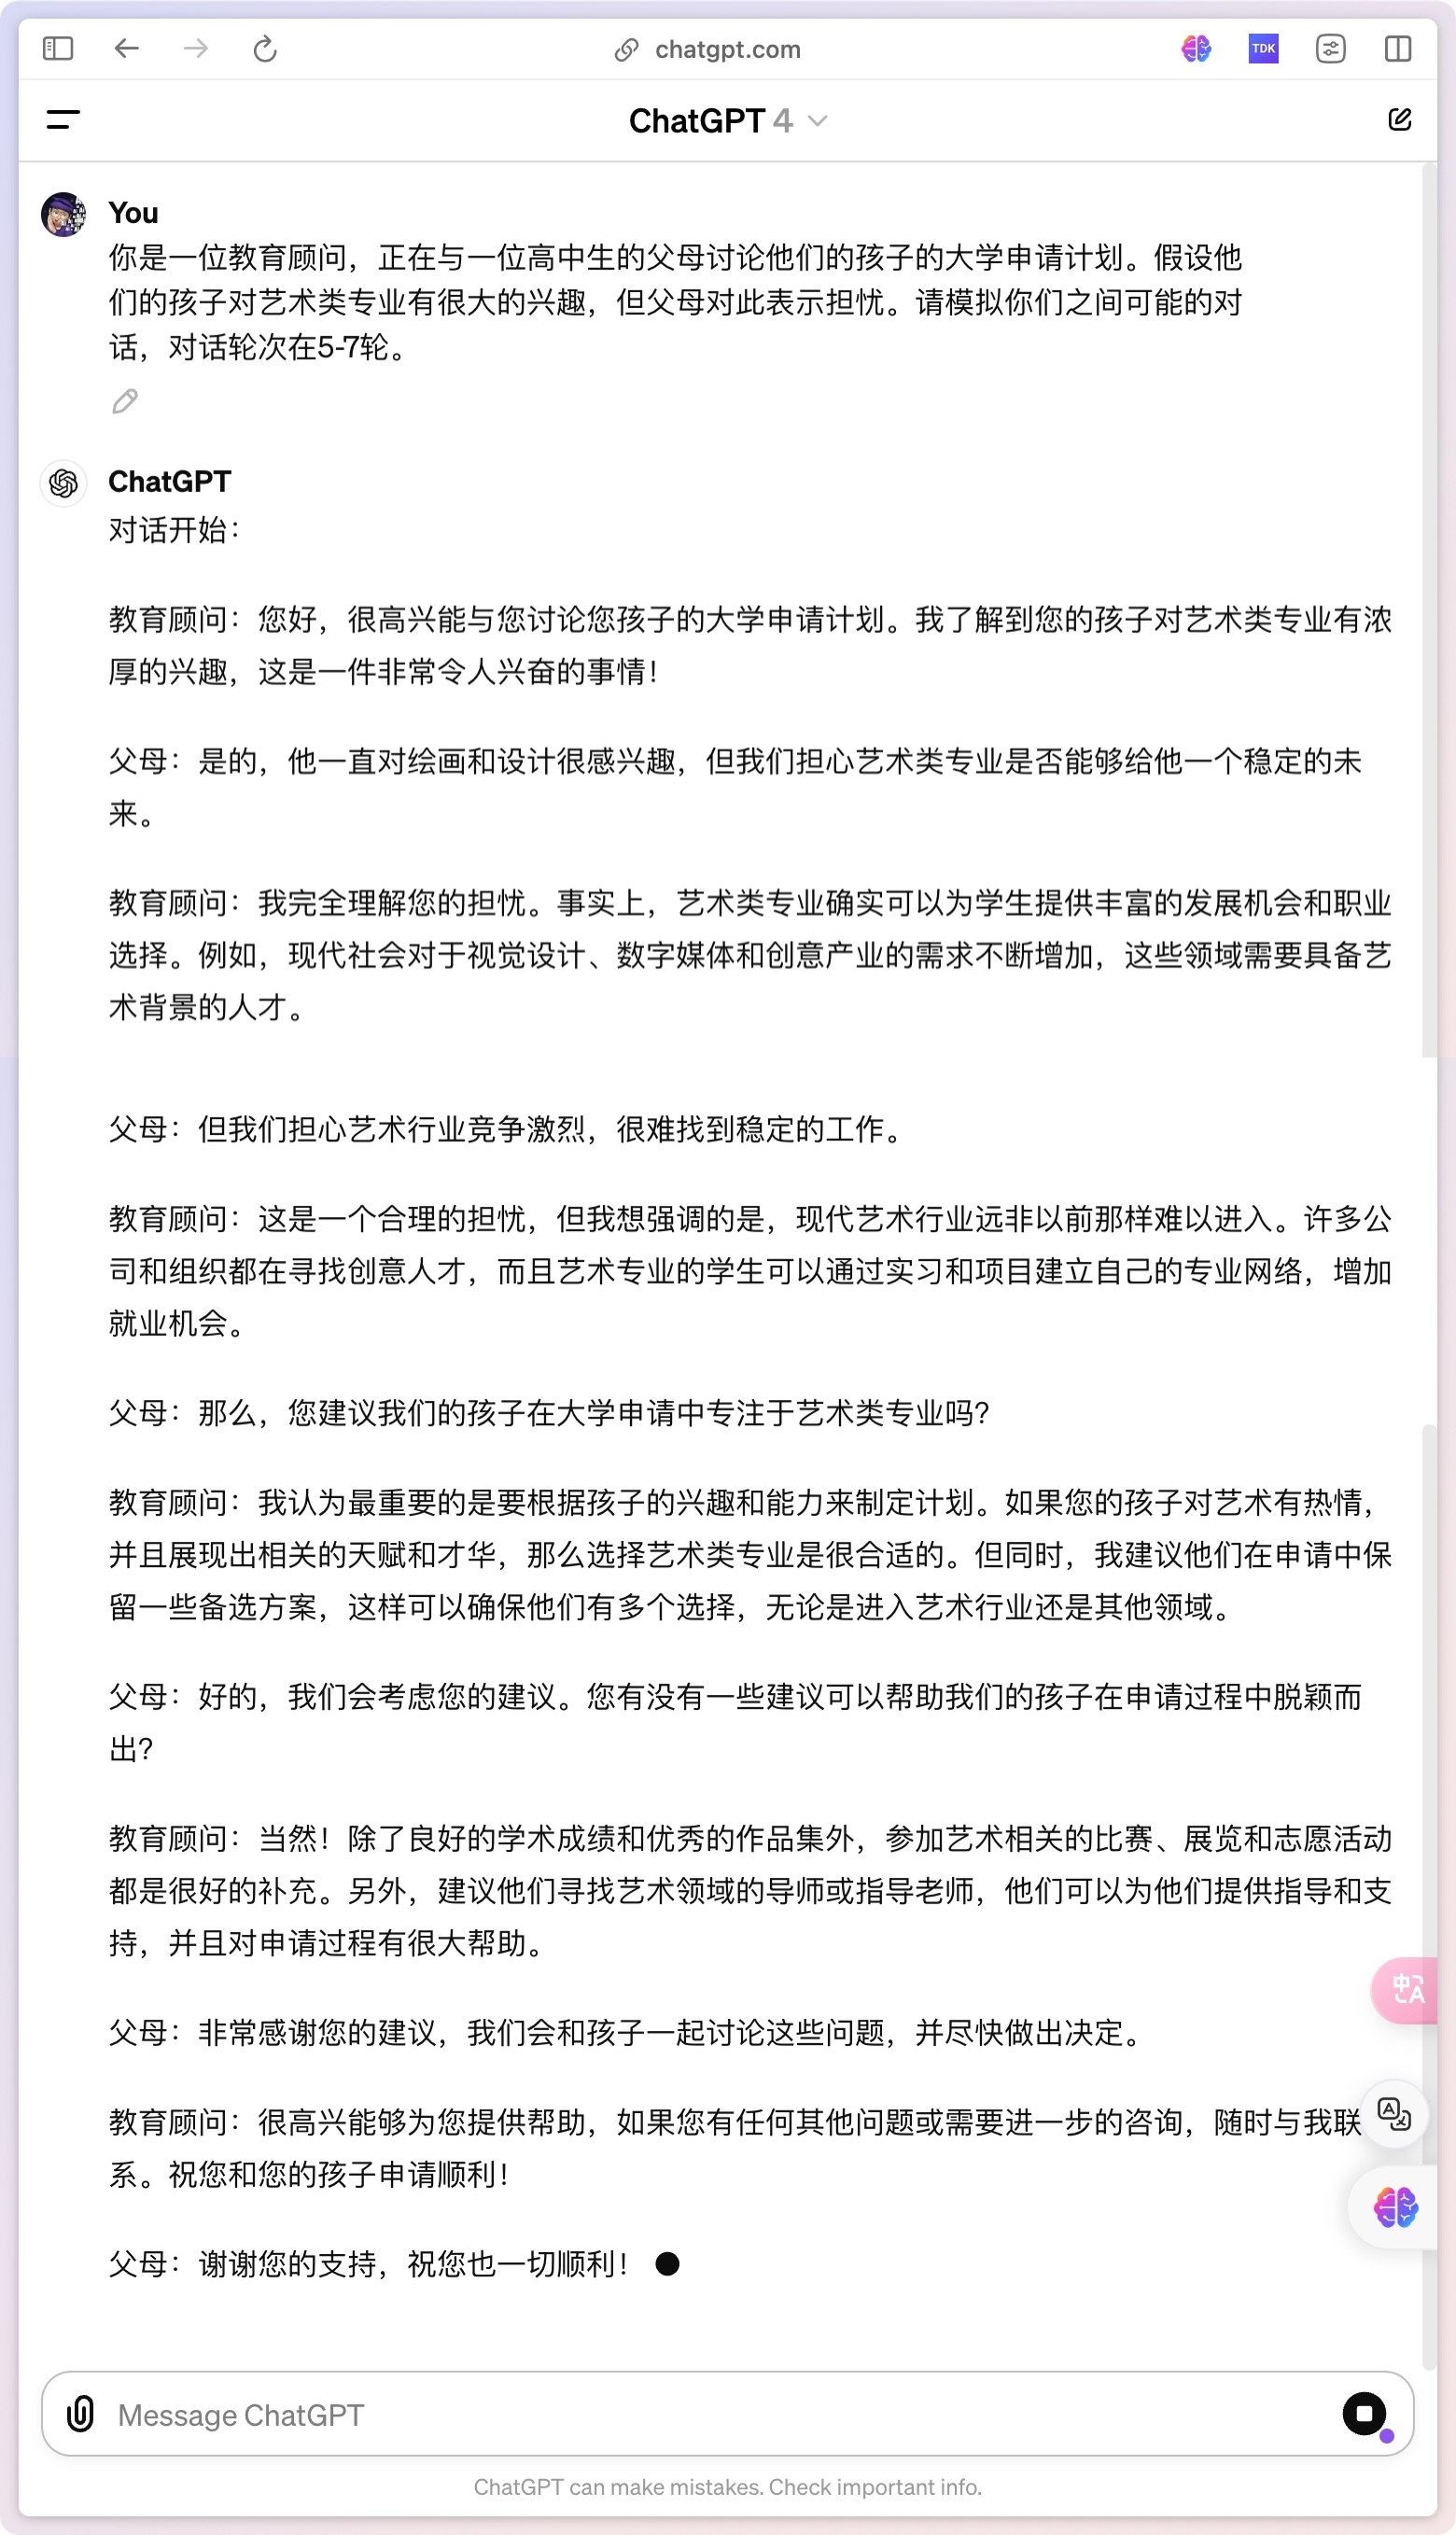 chatgpt.com
TDK
ChatGPT 4
You
你是一位教育顾问，正在与一位高中生的父母讨论他们的孩子的大学申请计划。假设他
们的孩子对艺术类专业有很大的兴趣，但父母对此表示担忧。请模拟你们之间可能的对
话，对话轮次在5-7轮。
ChatGPT
对话开始：
教育顾问：您好，很高兴能与您讨论您孩子的大学申请计划。我了解到您的孩子对艺术类专业有浓
厚的兴趣，这是一件非常令人兴奋的事情！
父母：是的，他一直对绘画和设计很感兴趣，但我们担心艺术类专业是否能够给他一个稳定的未
来。
教育顾问：我完全理解您的担忧。事实上，艺术类专业确实可以为学生提供丰富的发展机会和职业
选择。例如，现代社会对于视觉设计、数字媒体和创意产业的需求不断增加，这些领域需要具备艺
术背景的人才。
父母：但我们担心艺术行业竞争激烈，很难找到稳定的工作。
教育顾问：这是一个合理的担忧，但我想强调的是，现代艺术行业远非以前那样难以进入。许多公
司和组织都在寻找创意人才，而且艺术专业的学生可以通过实习和项目建立自己的专业网络，增加
就业机会。
父母：那么，您建议我们的孩子在大学申请中专注于艺术类专业吗？
教育顾问：我认为最重要的是要根据孩子的兴趣和能力来制定计划。如果您的孩子对艺术有热情，
并且展现出相关的天赋和才华，那么选择艺术类专业是很合适的。但同时，我建议他们在申请中保
留一些备选方案，这样可以确保他们有多个选择，无论是进入艺术行业还是其他领域。
父母：好的，我们会考虑您的建议。您有没有一些建议可以帮助我们的孩子在申请过程中脱颖而
出？
教育顾问：当然！除了良好的学术成绩和优秀的作品集外，参加艺术相关的比赛、展览和志愿活动
都是很好的补充。另外，建议他们寻找艺术领域的导师或指导老师，他们可以为他们提供指导和支
持，并且对申请过程有很大帮助。
父母：非常感谢您的建议，我们会和孩子一起讨论这些问题，并尽快做出决定。
教育顾问：很高兴能够为您提供帮助，如果您有任何其他问题或需要进一步的咨询，随时与我联
系。祝您和您的孩子申请顺利！
父母：谢谢您的支持，祝您也一切顺利！
Message ChatGPT
ChatGPT can make mistakes. Check important info.